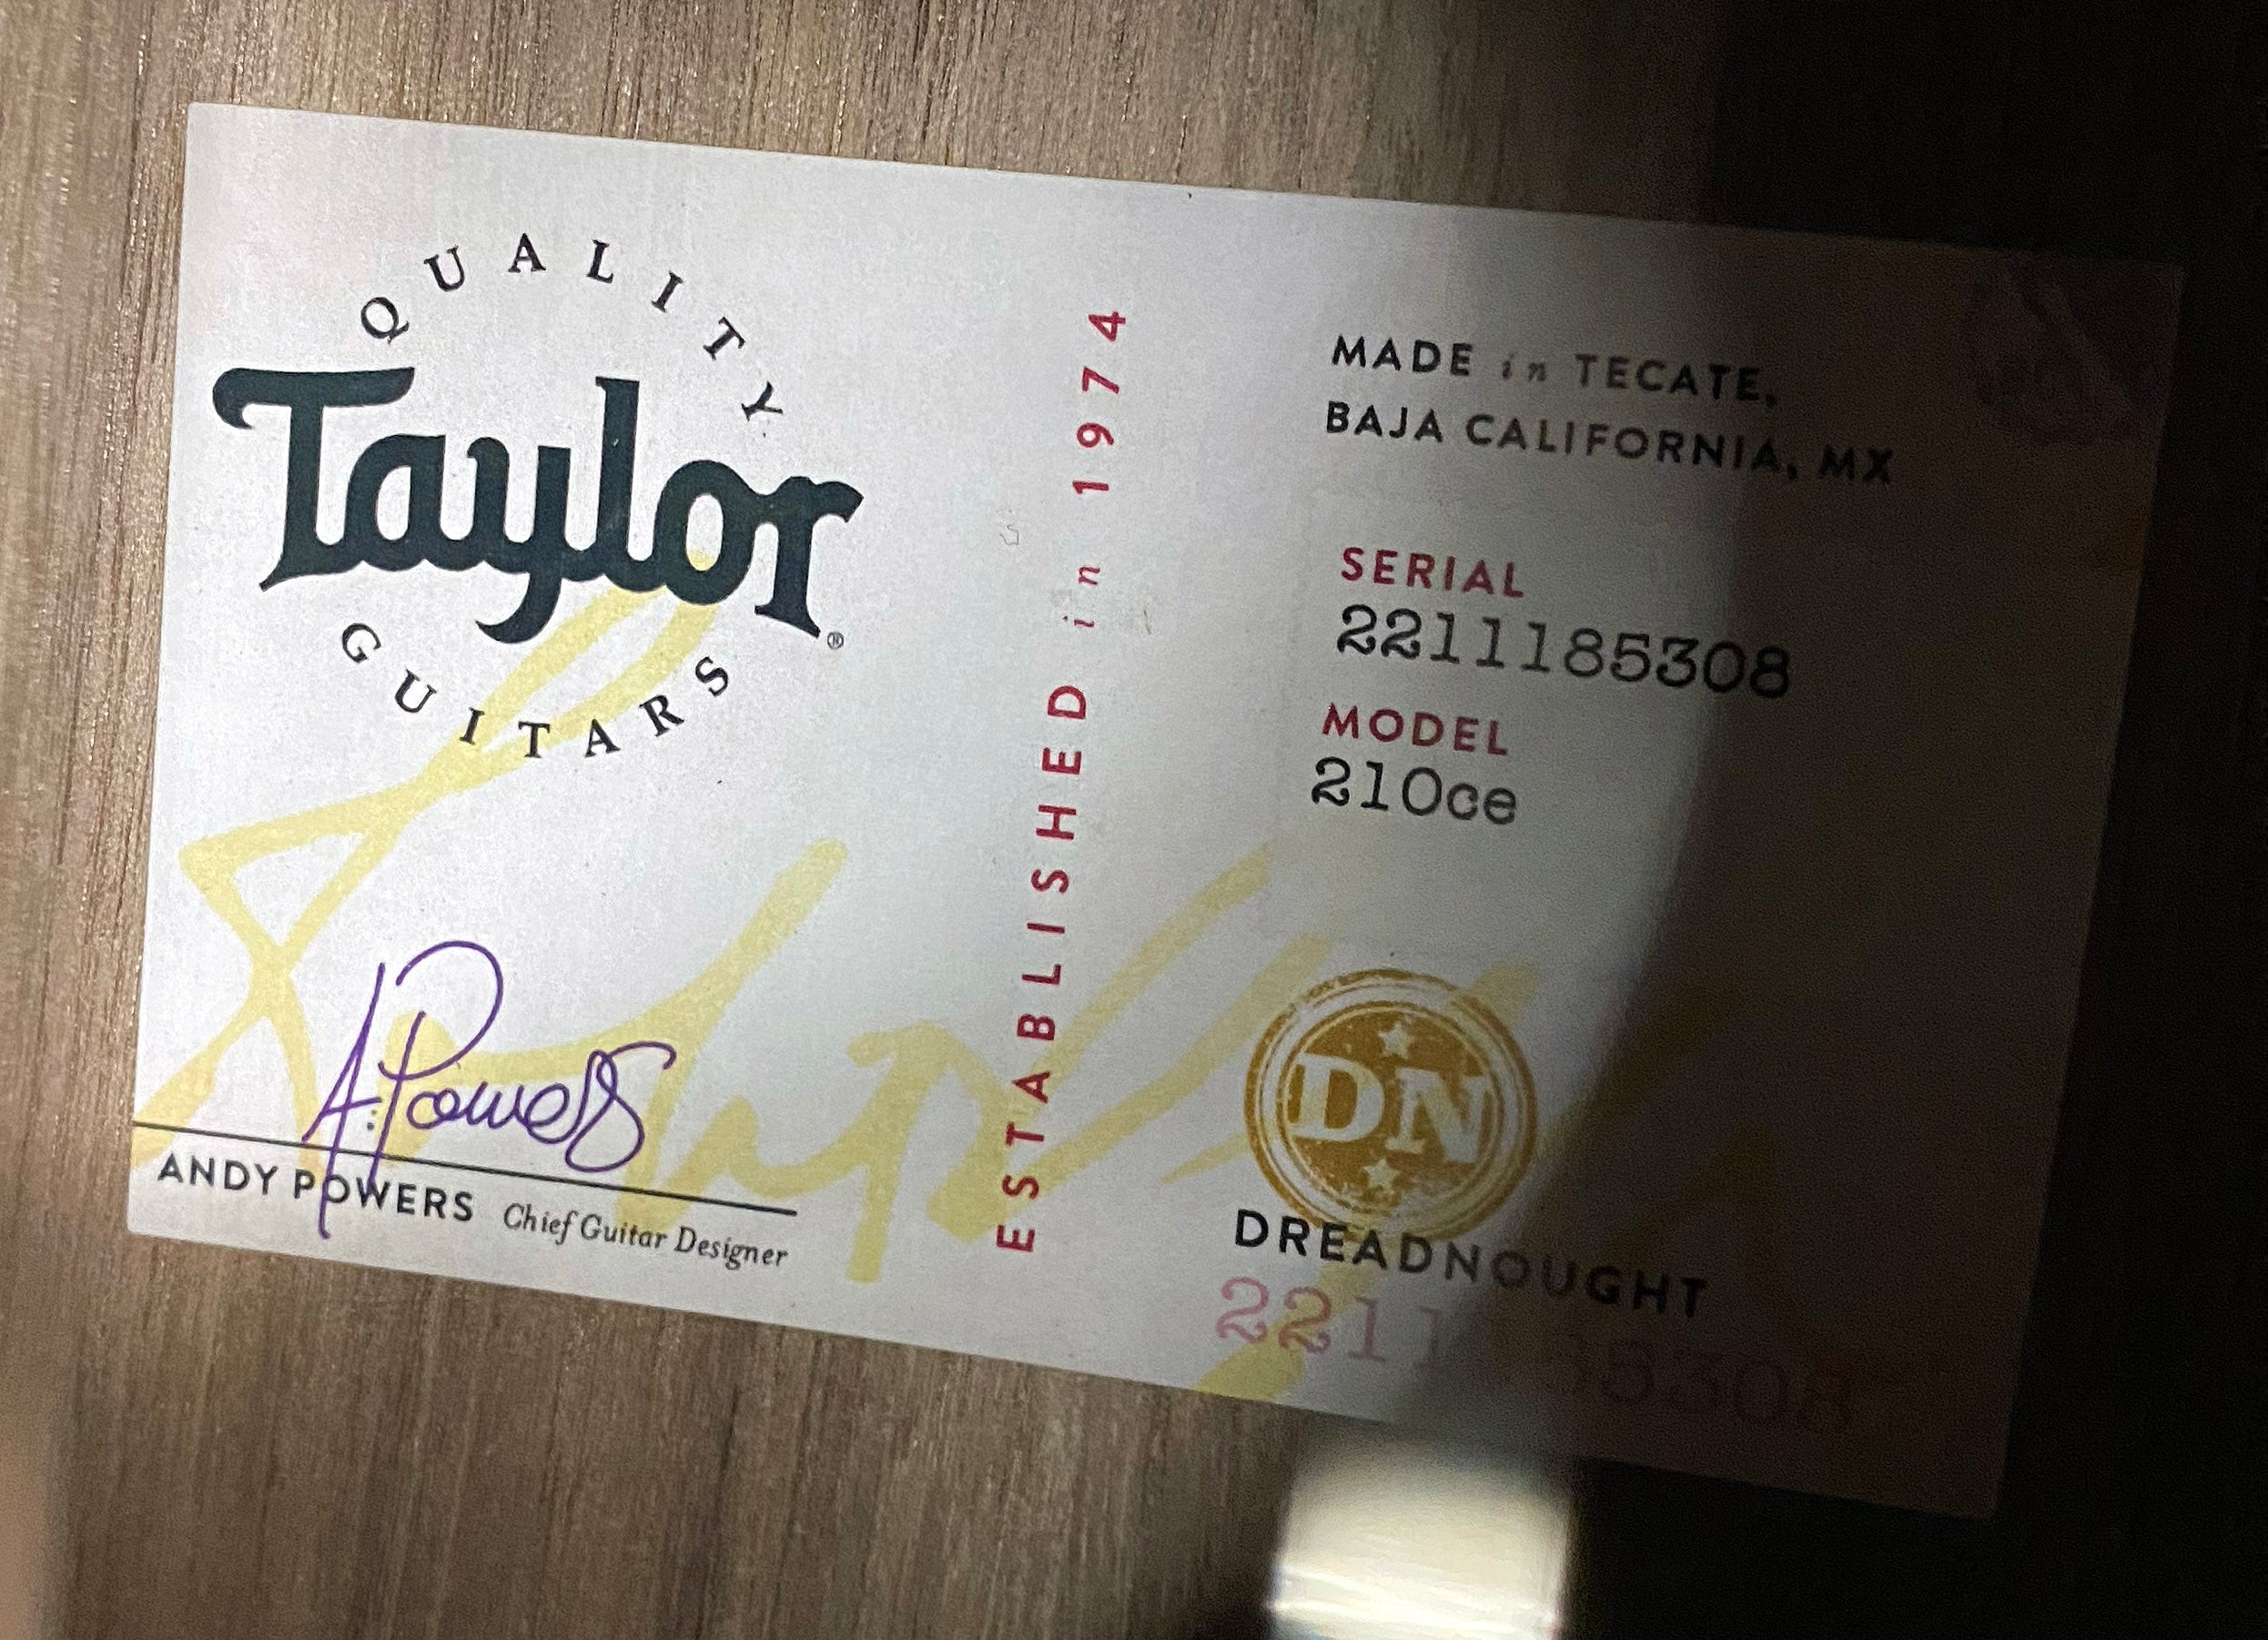 QUALITY
Taylor®
GUITARS
A. Powers
ANDY POWERS Chief Guitar Designer
ESTABLISHED in 1974
MADE in TECATE,
BAJA CALIFORNIA, MX
SERIAL
2211185308
MODEL
210ce
DN
DREADNOUGHT